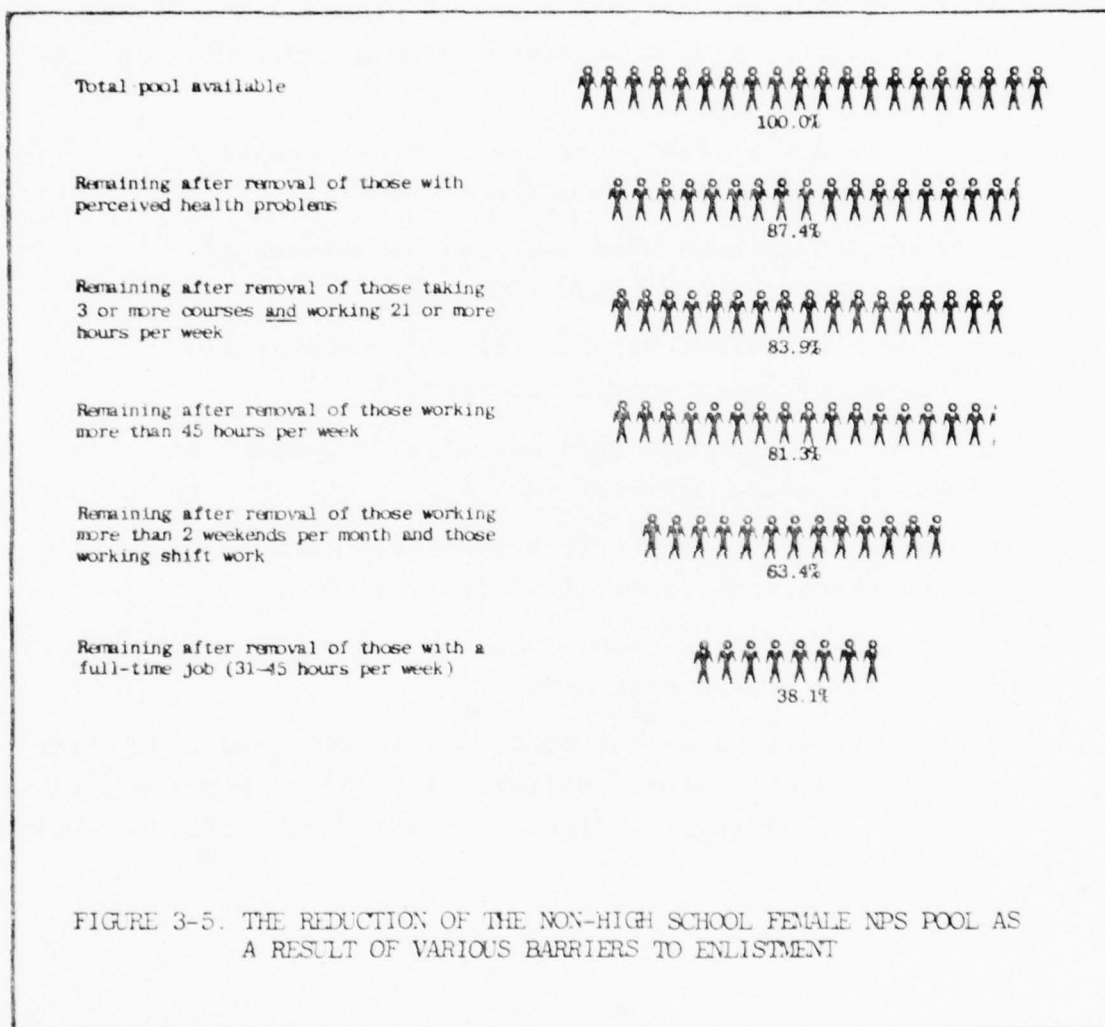 Total pool available
100.0%
Remaining after removal of those with
perceived health problems
87.4%
Remaining after removal of those taking
3 or more courses and working 21 or more
hours per week
83.9%
Remaining after removal of those working
more than 45 hours per week
81.3%
Remaining after removal of those working
more than 2 weekends per month and those
working shift work
63.4%
Remaining after removal of those with a
full-time job (31-45 hours per week)
38.1%
FIGURE 3-5. THE REDUCTION OF THE NON-HIGH SCHOOL FEMALE NPS POOL AS
A RESULT OF VARIOUS BARRIERS TO ENLISTMENT